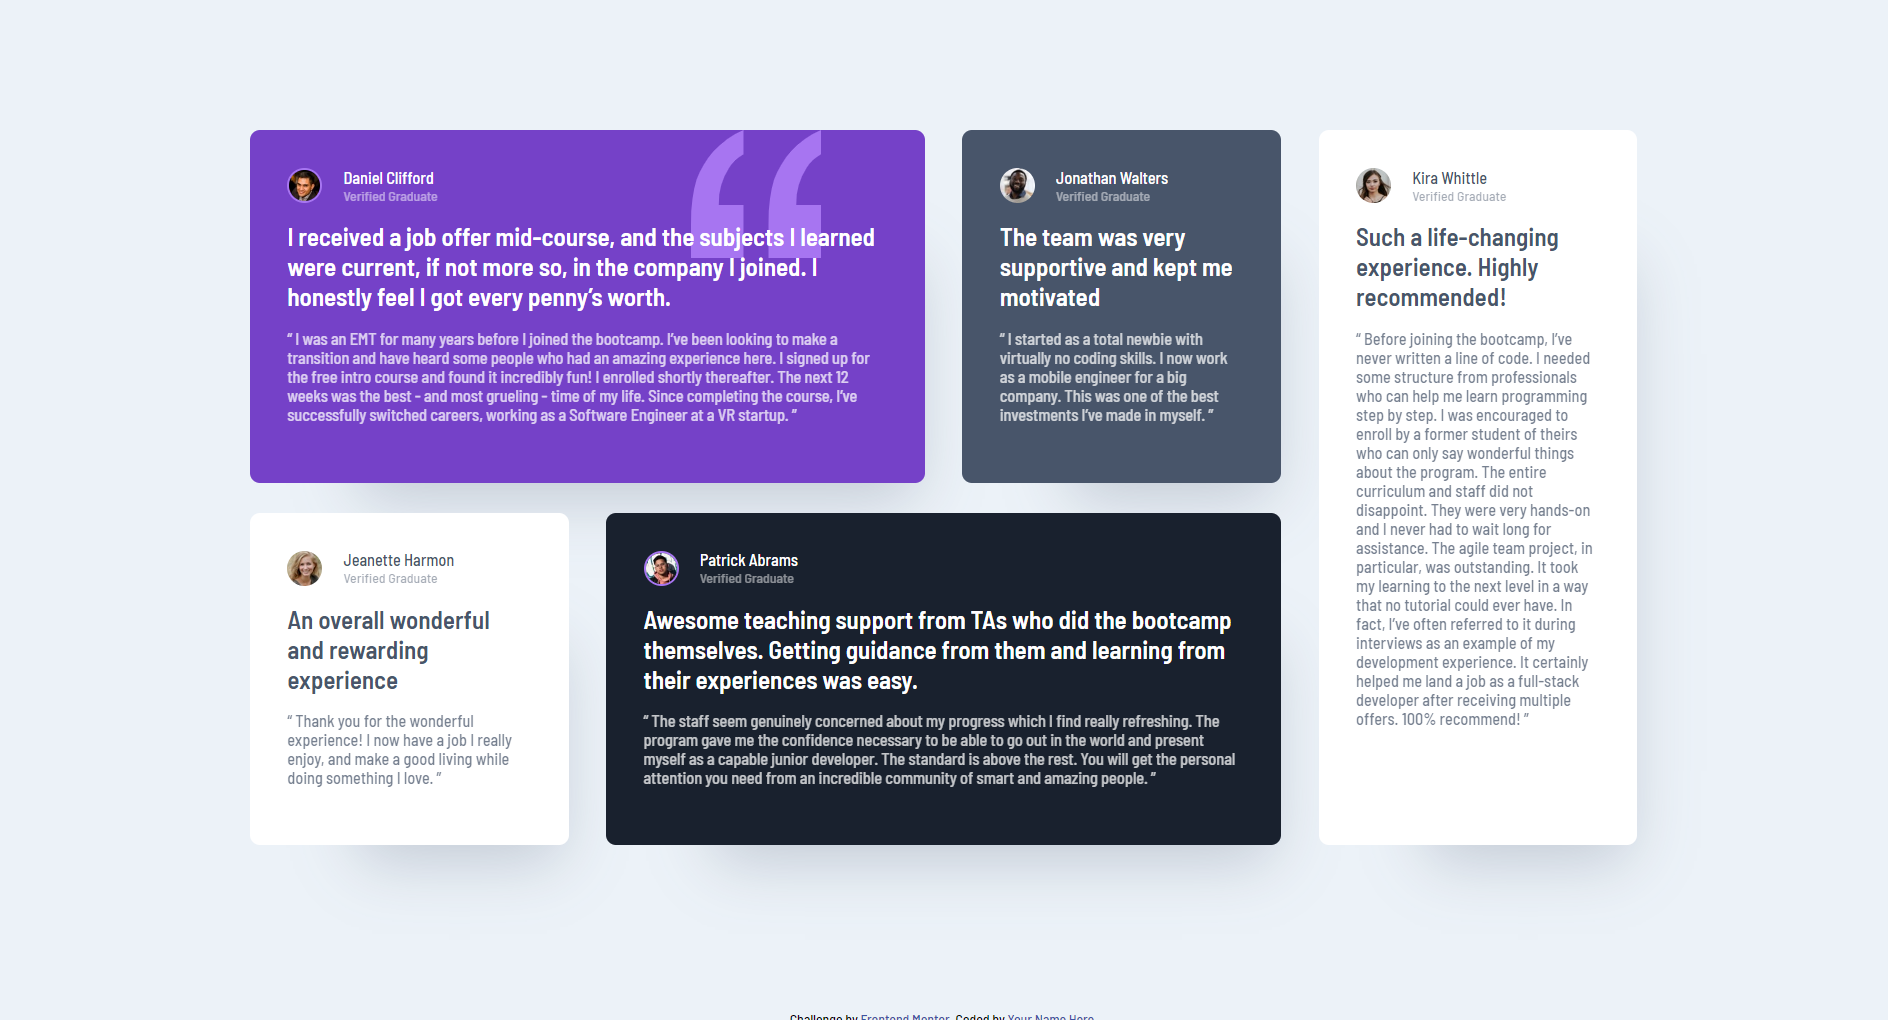 Daniel Clifford
Verified Graduate
I received a job offer mid-course, and the subjects I learned
were current, if not more so, in the company I joined. I
honestly feel I got every penny’s worth.
“ I was an EMT for many years before I joined the bootcamp. I’ve been looking to make a
transition and have heard some people who had an amazing experience here. I signed up for
the free intro course and found it incredibly fun! I enrolled shortly thereafter. The next 12
weeks was the best - and most grueling - time of my life. Since completing the course, I’ve
successfully switched careers, working as a Software Engineer at a VR startup. ”
Jonathan Walters
Verified Graduate
The team was very
supportive and kept me
motivated
“ I started as a total newbie with
virtually no coding skills. I now work
as a mobile engineer for a big
company. This was one of the best
investments I’ve made in myself. ”
Kira Whittle
Verified Graduate
Such a life-changing
experience. Highly
recommended!
“ Before joining the bootcamp, I’ve
never written a line of code. I needed
some structure from professionals
who can help me learn programming
step by step. I was encouraged to
enroll by a former student of theirs
who can only say wonderful things
about the program. The entire
curriculum and staff did not
disappoint. They were very hands-on
and I never had to wait long for
assistance. The agile team project, in
particular, was outstanding. It took
my learning to the next level in a way
that no tutorial could ever have. In
fact, I’ve often referred to it during
interviews as an example of my
development experience. It certainly
helped me land a job as a full-stack
developer after receiving multiple
offers. 100% recommend! ”
Jeanette Harmon
Verified Graduate
An overall wonderful
and rewarding
experience
“ Thank you for the wonderful
experience! I now have a job I really
enjoy, and make a good living while
doing something I love. ”
Patrick Abrams
Verified Graduate
Awesome teaching support from TAs who did the bootcamp
themselves. Getting guidance from them and learning from
their experiences was easy.
“ The staff seem genuinely concerned about my progress which I find really refreshing. The
program gave me the confidence necessary to be able to go out in the world and present
myself as a capable junior developer. The standard is above the rest. You will get the personal
attention you need from an incredible community of smart and amazing people. ”
Challenge by Frontend Mentor. Coded by Your Name Here.